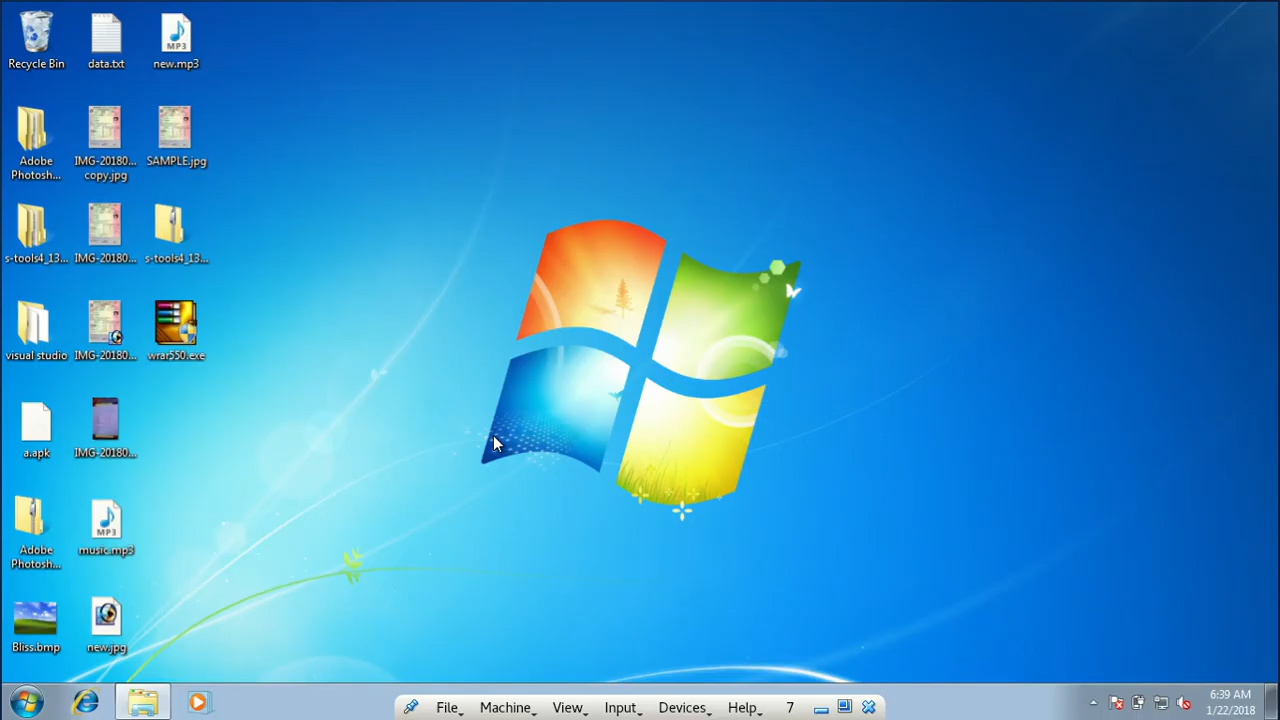 Recycle Bin
data.txt
new.mp3
MP3
Adobe
Photosh...
IMG-20180...
copy.jpg
SAMPLE.jpg
s-tools4_13...
IMG-20180...
s-tools4_13...
visual studio
IMG-20180...
wrar550.exe
a.apk
IMG-20180...
Adobe
Photosh...
MP3
music.mp3
Bliss.bmp
new.jpg
File
Machine
View
Input
Devices
Help
7
6:39 AM
1/22/2018